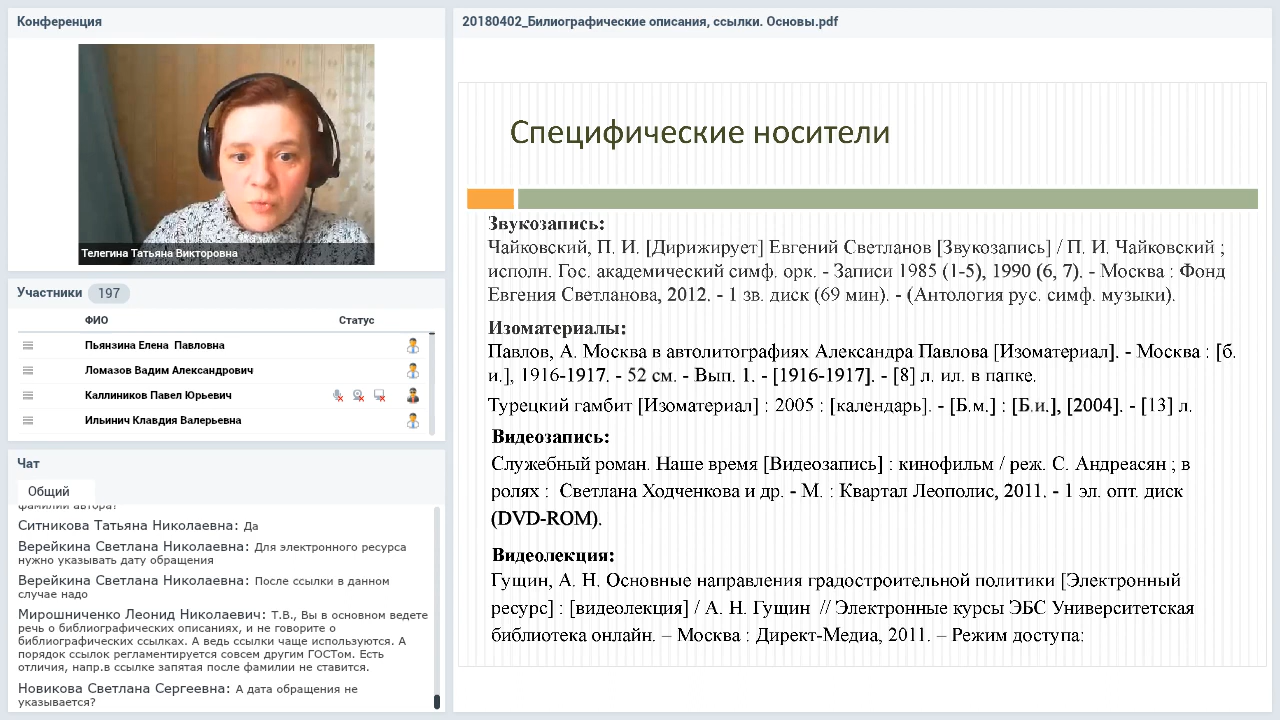 Конференция
Телегина Татьяна Викторовна
Участники 197
ФИО Статус
Пьянзина Елена Павловна
Ломазов Вадим Александрович
Каллиников Павел Юрьевич
Ильинич Клавдия Валерьевна
Чат
Общий
фамилии автора?
Ситникова Татьяна Николаевна: Да
Верейкина Светлана Николаевна: Для электронного ресурса
нужно указывать дату обращения
Верейкина Светлана Николаевна: После ссылки в данном
случае надо
Мирошниченко Леонид Николаевич: Т.В., Вы в основном ведете
речь о библиографических описаниях, и не говорите о
библиографических ссылках. А ведь ссылки чаще используются. А
порядок ссылок регламентируется совсем другим ГОСТом. Есть
отличия, напр.в ссылке запятая после фамилии не ставится.
Новикова Светлана Сергеевна: А дата обращения не
указывается?
20180402_Билиографические описания, ссылки. Основы.pdf
Специфические носители
Звукозапись:
Чайковский, П. И. [Дирижирует] Евгений Светланов [Звукозапись] / П. И. Чайковский ;
исполн. Гос. академический симф. орк. - Записи 1985 (1-5), 1990 (6, 7). - Москва : Фонд
Евгения Светланова, 2012. - 1 зв. диск (69 мин). - (Антология рус. симф. музыки).
Изоматериалы:
Павлов, А. Москва в автолитографиях Александра Павлова [Изоматериал]. - Москва : [б.
и.], 1916-1917. - 52 см. - Вып. 1. - [1916-1917]. - [8] л. ил. в папке.
Турецкий гамбит [Изоматериал] : 2005 : [календарь]. - [Б.м.] : [Б.и.], [2004]. - [13] л.
Видеозапись:
Служебный роман. Наше время [Видеозапись] : кинофильм / реж. С. Андреасян ; в
ролях : Светлана Ходченкова и др. - М. : Квартал Леополис, 2011. - 1 эл. опт. диск
(DVD-ROM).
Видеолекция:
Гущин, А. Н. Основные направления градостроительной политики [Электронный
ресурс] : [видеолекция] / А. Н. Гущин // Электронные курсы ЭБС Университетская
библиотека онлайн. – Москва : Директ-Медиа, 2011. – Режим доступа: